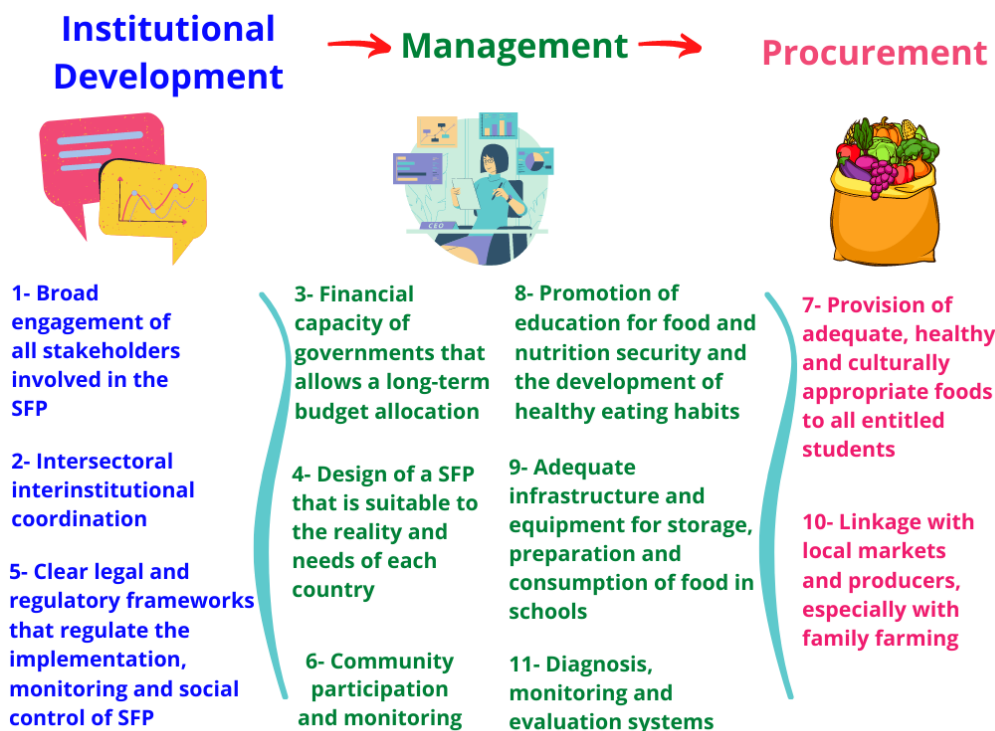 Institutional
Development
Management
Procurement
CEO
1- Broad
engagement of
all stakeholders
involved in the
SFP
2- Intersectoral
interinstitutional
coordination
5- Clear legal and
regulatory frameworks
that regulate the
implementation,
monitoring and social
control of SFP
3- Financial
capacity of
governments that
allows a long-term
budget allocation
4- Design of a SFP
that is suitable to
the reality and
needs of each
country
6- Community
participation
and monitoring
8- Promotion of
education for food and
nutrition security and
the development of
healthy eating habits
9- Adequate
infrastructure and
equipment for storage,
preparation and
consumption of food in
schools
11- Diagnosis,
monitoring and
evaluation systems
7- Provision of
adequate, healthy
and culturally
appropriate foods
to all entitled
students
10- Linkage with
local markets
and producers,
especially with
family farming